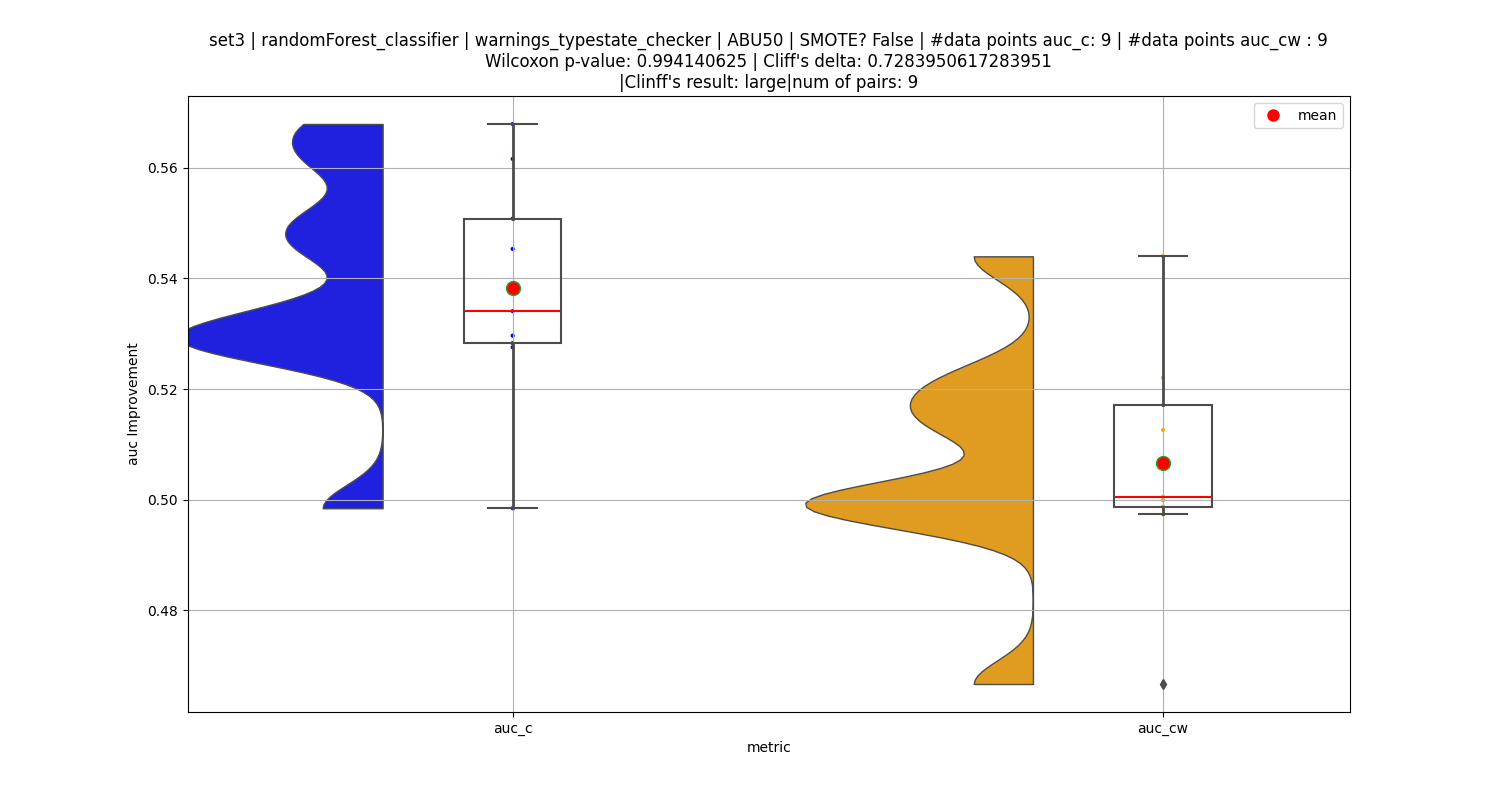 set3 | randomForest_classifier | warnings_typestate_checker | ABU50 | SMOTE? False | #data points auc_c: 9 | #data points auc_cw : 9
Wilcoxon p-value: 0.994140625 | Cliff's delta: 0.7283950617283951
|Clinff's result: large|num of pairs: 9
mean
0.56
0.54
0.52
0.50
0.48
auc Improvement
auc_c
auc_cw
metric